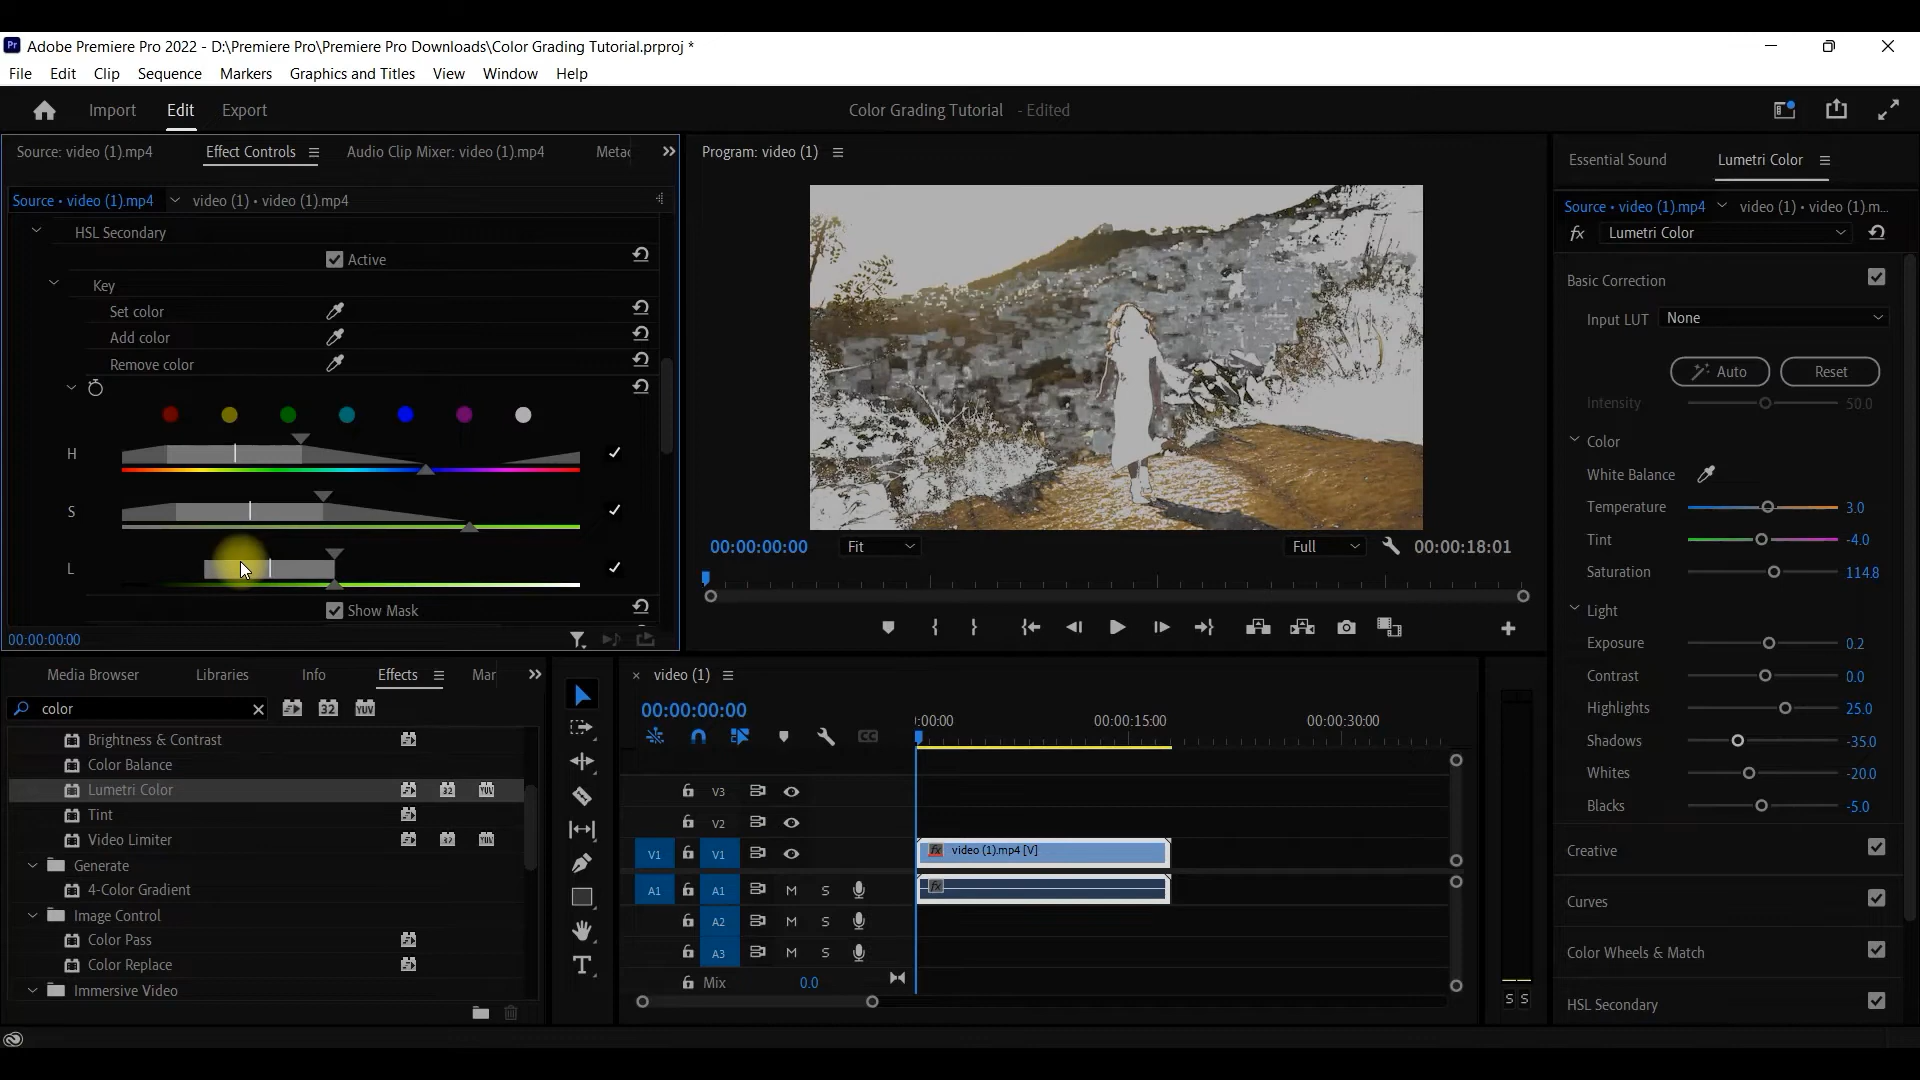 Adobe Premiere Pro 2022 - D:\Premiere Pro\Premiere Pro Downloads\Color Grading Tutorial.prproj *
File Edit Clip Sequence Markers Graphics and Titles View Window Help
Import Edit Export
Color Grading Tutorial - Edited
Source: video (1).mp4 Effect Controls Audio Clip Mixer: video (1).mp4
Source • video (1).mp4 video (1) • video (1).mp4
HSL Secondary
Active
Key
Set color
Add color
Remove color
H
S
L
Show Mask
00:00:00:00
Program: video (1)
00:00:00:00 Fit Full 00:00:18:01
Essential Sound Lumetri Color
Source • video (1).mp4 video (1) • video (1).m...
fx Lumetri Color
Basic Correction
Input LUT None
Auto Reset
Intensity 50.0
Color
White Balance
Temperature 3.0
Tint -4.0
Saturation 114.8
Light
Exposure 0.2
Contrast 0.0
Highlights 25.0
Shadows -35.0
Whites -20.0
Blacks -5.0
Creative
Curves
Color Wheels & Match
HSL Secondary
Media Browser Libraries Info Effects Mar
color 32 YUV
Brightness & Contrast
Color Balance
Lumetri Color 32 YUV
Tint
Video Limiter 32 YUV
Generate
4-Color Gradient
Image Control
Color Pass
Color Replace
Immersive Video
T
× video (1)
00:00:00:00
:00:00 00:00:15:00 00:00:30:00
V3
V2
V1 V1 fx video (1).mp4 [V]
A1 A1 M S fx
A2 M S
A3 M S
Mix 0.0
S S